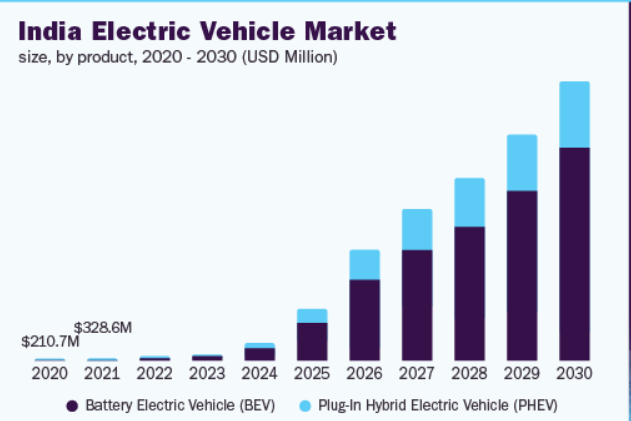 India Electric Vehicle Market
size, by product, 2020 - 2030 (USD Million)
$210.7M
$328.6M
2020 2021 2022 2023 2024 2025 2026 2027 2028 2029 2030
Battery Electric Vehicle (BEV) Plug-In Hybrid Electric Vehicle (PHEV)